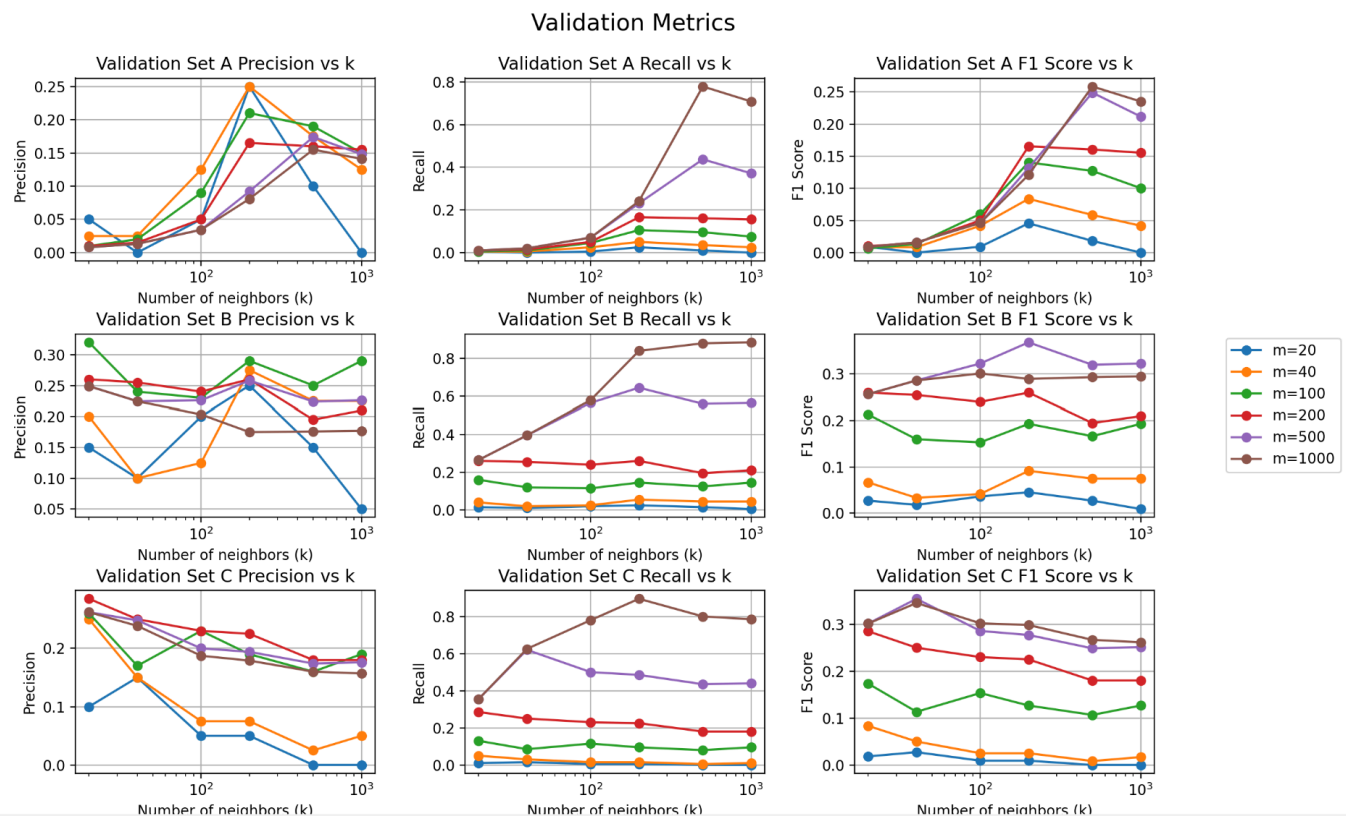 Validation Metrics
Validation Set A Precision vs k
Validation Set A Recall vs k
Validation Set A F1 Score vs k
Precision
0.25
0.20
0.15
0.10
0.05
0.00
10²
10³
Number of neighbors (k)
Recall
0.8
0.6
0.4
0.2
0.0
10²
10³
Number of neighbors (k)
F1 Score
0.25
0.20
0.15
0.10
0.05
0.00
10²
10³
Number of neighbors (k)
Validation Set B Precision vs k
Validation Set B Recall vs k
Validation Set B F1 Score vs k
Precision
0.30
0.25
0.20
0.15
0.10
0.05
10²
10³
Number of neighbors (k)
Recall
0.8
0.6
0.4
0.2
0.0
10²
10³
Number of neighbors (k)
F1 Score
0.3
0.2
0.1
0.0
10²
10³
Number of neighbors (k)
m=20
m=40
m=100
m=200
m=500
m=1000
Validation Set C Precision vs k
Validation Set C Recall vs k
Validation Set C F1 Score vs k
Precision
0.2
0.1
0.0
10²
10³
Number of neighbors (k)
Recall
0.8
0.6
0.4
0.2
0.0
10²
10³
Number of neighbors (k)
F1 Score
0.3
0.2
0.1
0.0
10²
10³
Number of neighbors (k)